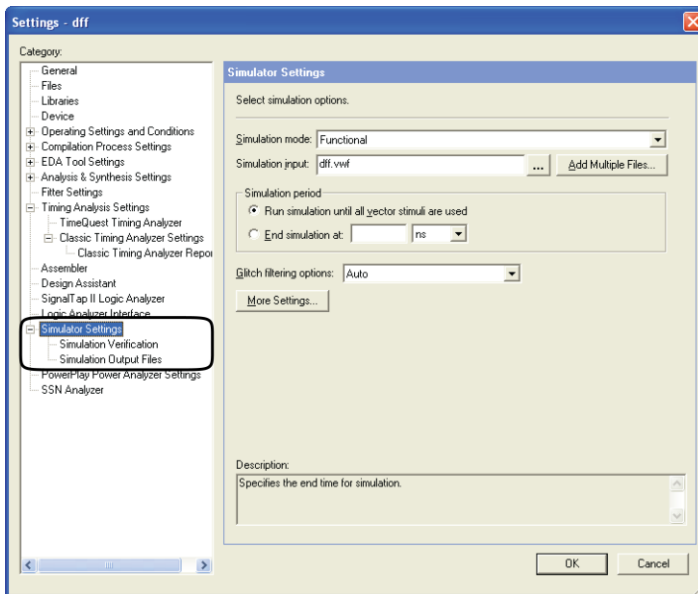 Settings - dff
Category:
General
Files
Libraries
Device
Operating Settings and Conditions
Compilation Process Settings
EDA Tool Settings
Analysis & Synthesis Settings
Fitter Settings
Timing Analysis Settings
TimeQuest Timing Analyzer
Classic Timing Analyzer Settings
Classic Timing Analyzer Repor
Assembler
Design Assistant
SignalTap II Logic Analyzer
Logic Analyzer Interface
Simulator Settings
Simulation Verification
Simulation Output Files
PowerPlay Power Analyzer Settings
SSN Analyzer
Simulator Settings
Select simulation options.
Simulation mode: Functional
Simulation input: dff.vwf ... Add Multiple Files...
Simulation period
Run simulation until all vector stimuli are used
End simulation at: ns
Glitch filtering options: Auto
More Settings...
Description:
Specifies the end time for simulation.
OK Cancel